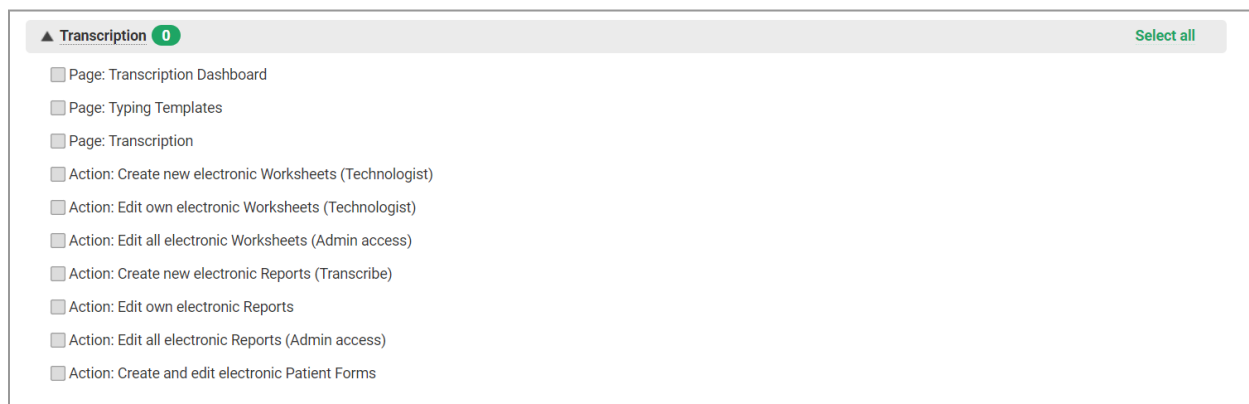 Transcription 0 Select all
Page: Transcription Dashboard
Page: Typing Templates
Page: Transcription
Action: Create new electronic Worksheets (Technologist)
Action: Edit own electronic Worksheets (Technologist)
Action: Edit all electronic Worksheets (Admin access)
Action: Create new electronic Reports (Transcribe)
Action: Edit own electronic Reports
Action: Edit all electronic Reports (Admin access)
Action: Create and edit electronic Patient Forms